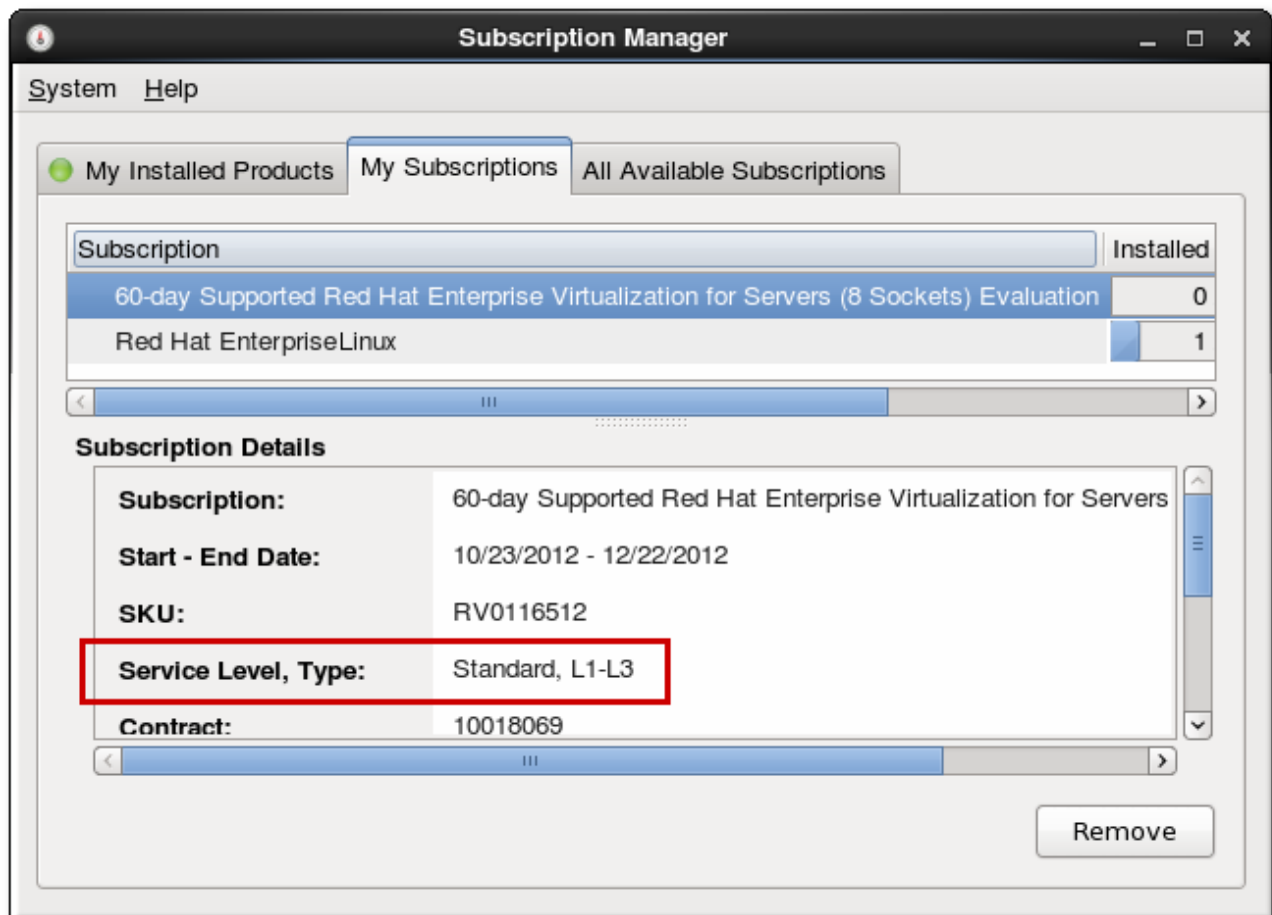 Subscription Manager
System Help
My Installed Products My Subscriptions All Available Subscriptions
Subscription Installed
60-day Supported Red Hat Enterprise Virtualization for Servers (8 Sockets) Evaluation 0
Red Hat EnterpriseLinux 1
Subscription Details
Subscription: 60-day Supported Red Hat Enterprise Virtualization for Servers
Start - End Date: 10/23/2012 - 12/22/2012
SKU: RV0116512
Service Level, Type: Standard, L1-L3
Contract: 10018069
Remove